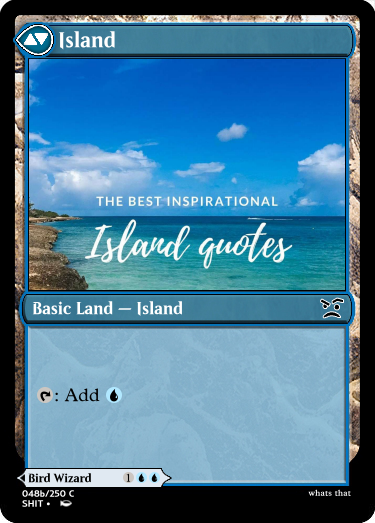 Island
THE BEST INSPIRATIONAL
Island quotes
Basic Land — Island
: Add
Bird Wizard 1
048b/250 C
SHIT •
whats that